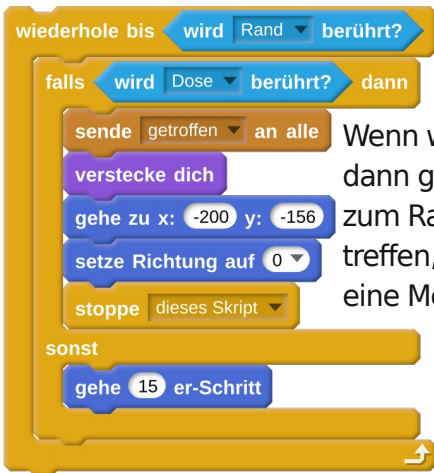 wiederhole bis wird Rand berührt?
falls wird Dose berührt? dann
sende getroffen an alle
Wenn
verstecke dich
dann
gehe zu x: -200 y: -156
zum
setze Richtung auf 0
treffen,
stoppe dieses Skript
eine
sonst
gehe 15 er-Schritt